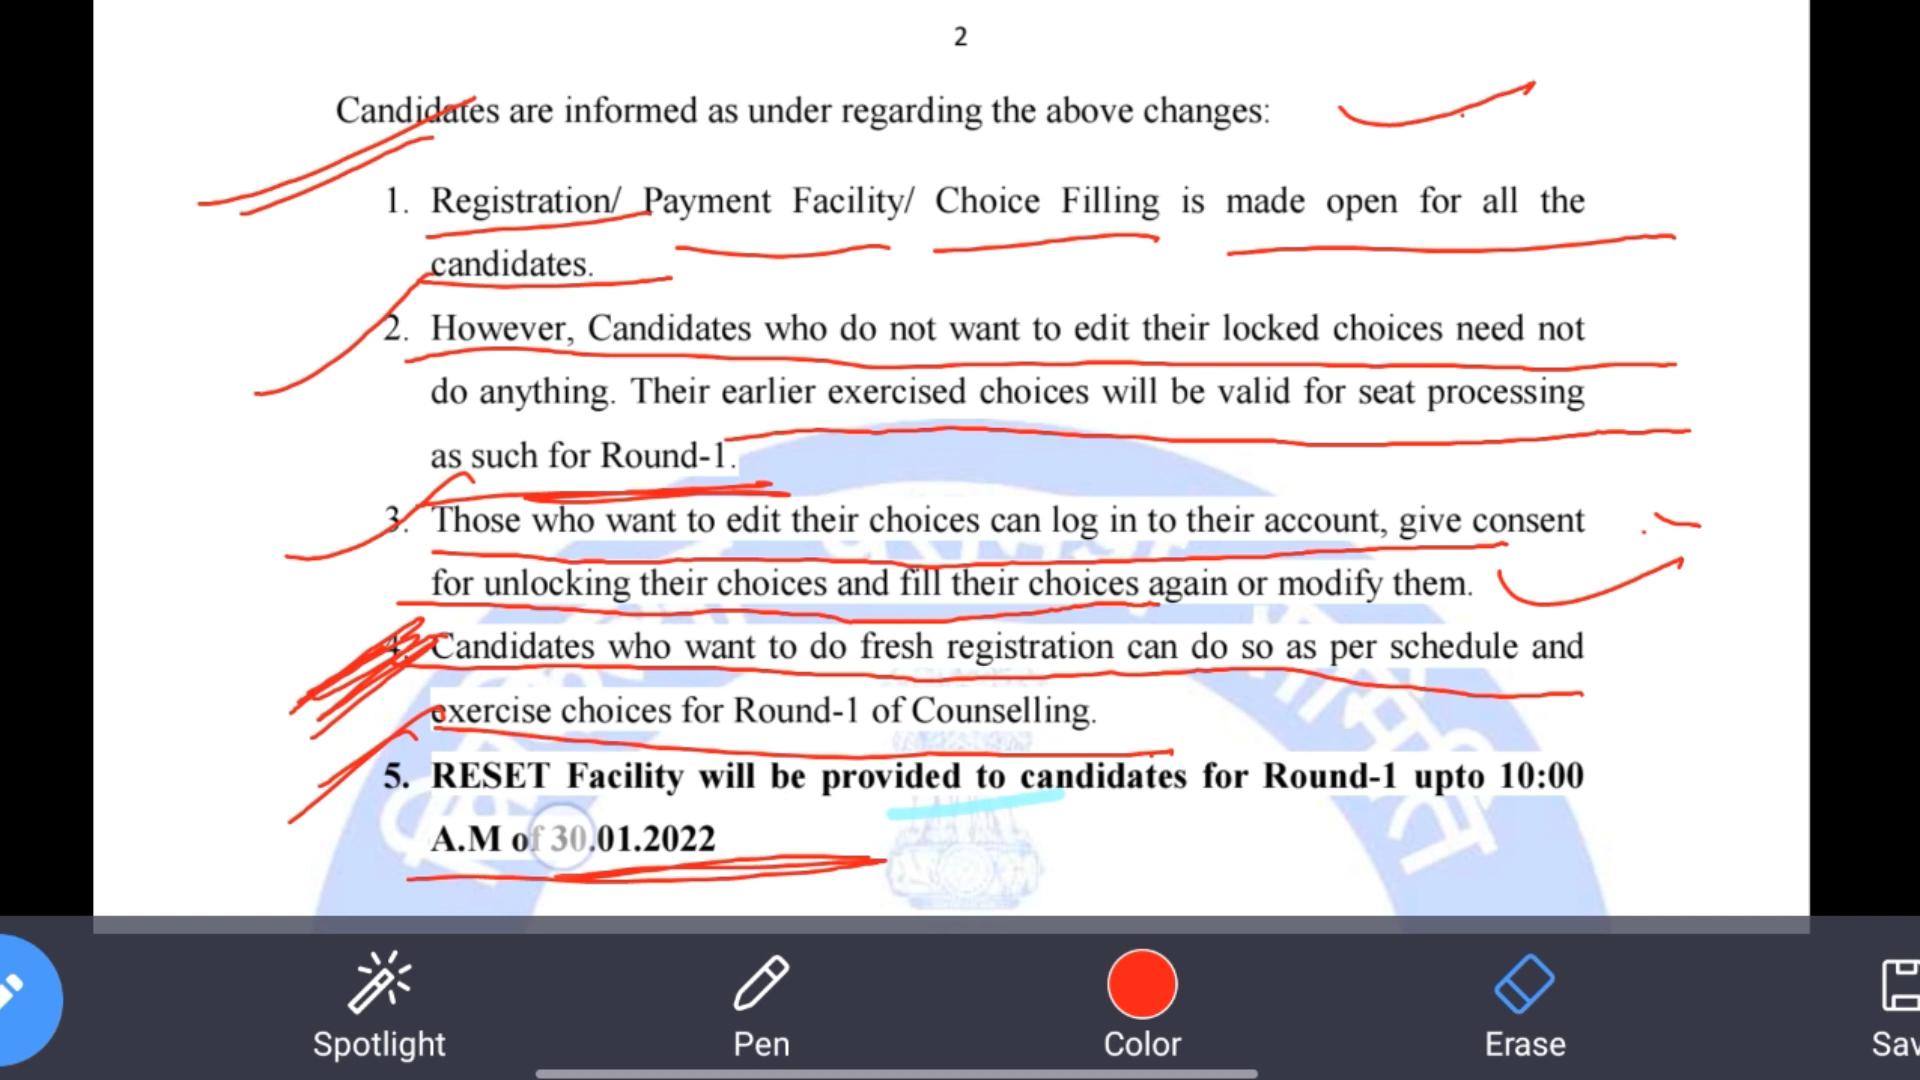 2
Candidates are informed as under regarding the above changes:
1. Registration/ Payment Facility/ Choice Filling is made open for all the
candidates.
2. However, Candidates who do not want to edit their locked choices need not
do anything. Their earlier exercised choices will be valid for seat processing
as such for Round-1.
3. Those who want to edit their choices can log in to their account, give consent
for unlocking their choices and fill their choices again or modify them.
4. Candidates who want to do fresh registration can do so as per schedule and
exercise choices for Round-1 of Counselling.
5. RESET Facility will be provided to candidates for Round-1 upto 10:00
A.M of 30.01.2022
Spotlight Pen Color Erase Sav